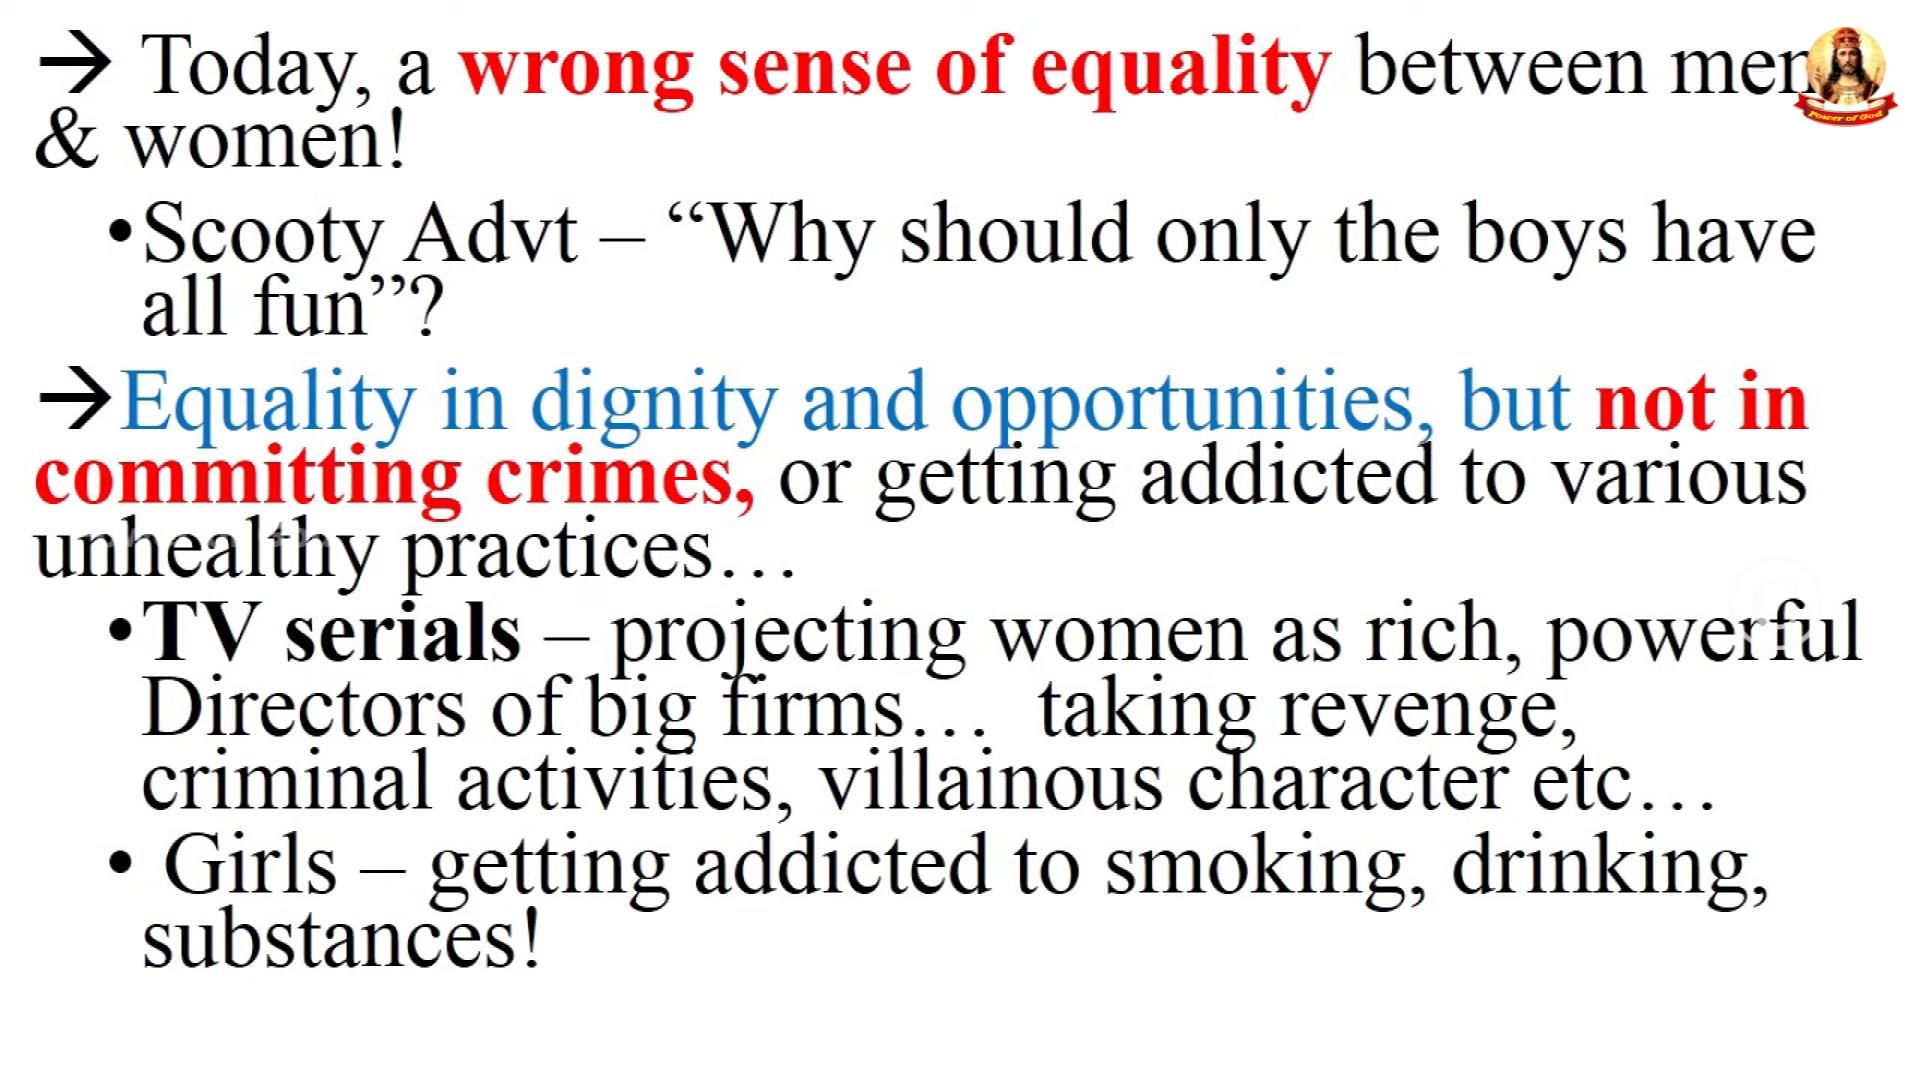 → Today, a wrong sense of equality between men
& women!
•Scooty Advt – “Why should only the boys have
all fun”?
→Equality in dignity and opportunities, but not in
committing crimes, or getting addicted to various
unhealthy practices…
•TV serials – projecting women as rich, powerful
Directors of big firms… taking revenge,
criminal activities, villainous character etc…
• Girls – getting addicted to smoking, drinking,
substances!
Power of God